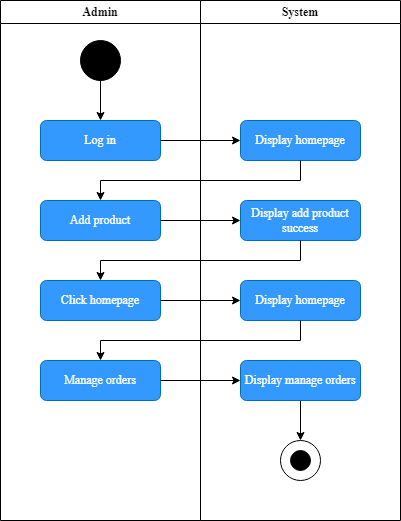 Admin
System
Log in
Display homepage
Add product
Display add product
success
Click homepage
Display homepage
Manage orders
Display manage orders